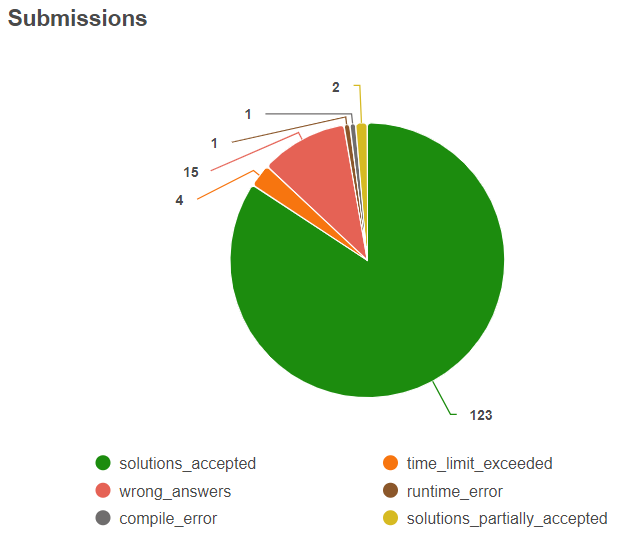 Submissions
2
1
1
15
4
123
solutions_accepted
time_limit_exceeded
wrong_answers
runtime_error
compile_error
solutions_partially_accepted